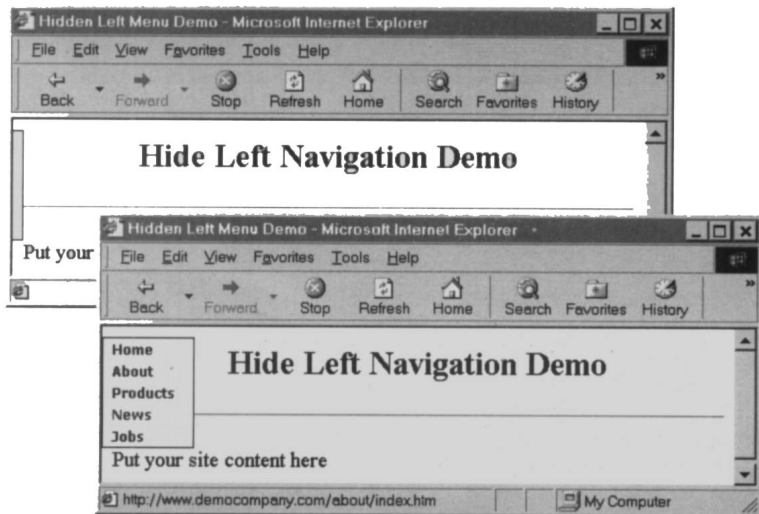 Hidden Left Menu Demo - Microsoft Internet Explorer
File Edit View Favorites Tools Help
Back Forward Stop Refresh Home Search Favorites History »
Hide Left Navigation Demo
Put your
Hidden Left Menu Demo - Microsoft Internet Explorer
File Edit View Favorites Tools Help
Back Forward Stop Refresh Home Search Favorites History »
Home
About
Products
News
Jobs
Hide Left Navigation Demo
Put your site content here
http://www.democompany.com/about/index.htm My Computer